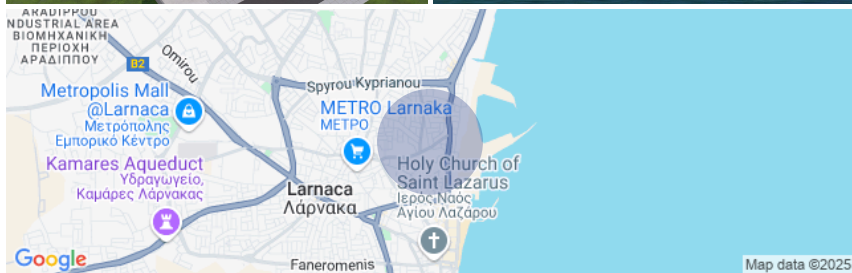 ARADIPPOU
NDUSTRIAL AREA
ΒΙΟΜΗΧΑΝΙΚΗ
ΠΕΡΙΟΧΗ
ΑΡΑΔΙΠΠΟΥ
B2
Omirou
Spyrou Kyprianou
Metropolis Mall
@Larnaca
Μετρόπολης
Εμπορικό Κέντρο
METRO Larnaka
ΜΕΤΡΟ
Kamares Aqueduct
Υδραγωγείο,
Καμάρες Λάρνακας
Holy Church of
Saint Lazarus
Ιερός Ναός
Αγίου Λαζάρου
Larnaca
Λάρνακα
Faneromenis
Google
Map data ©2025